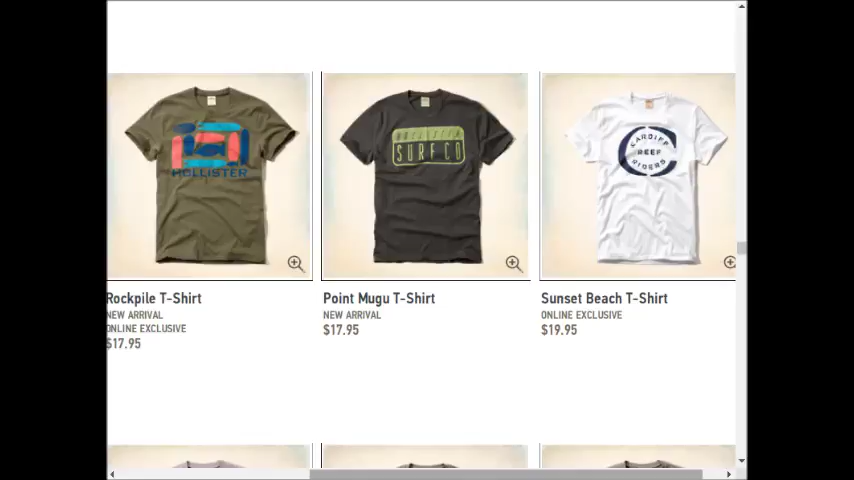 HOLLISTER
HOLLISTER
SURF CO
CARDIFF
REEF
RIDERS
Rockpile T-Shirt
NEW ARRIVAL
ONLINE EXCLUSIVE
$17.95
Point Mugu T-Shirt
NEW ARRIVAL
$17.95
Sunset Beach T-Shirt
ONLINE EXCLUSIVE
$19.95